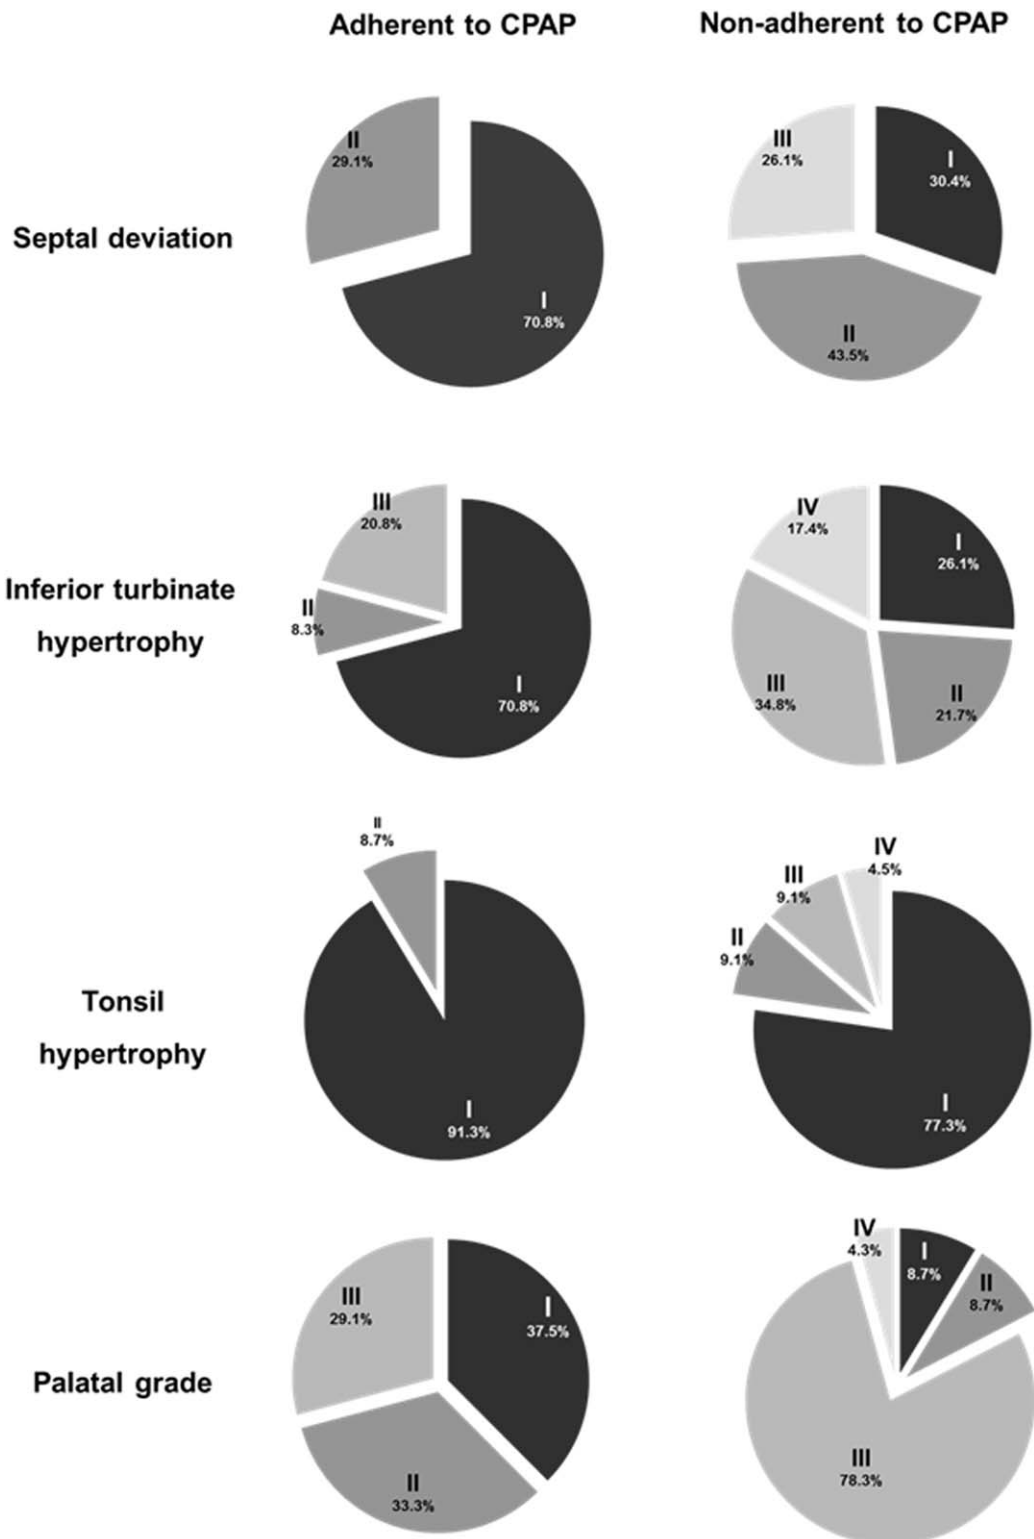 Adherent to CPAP
Non-adherent to CPAP
Septal deviation
II
29.1%
I
70.8%
III
26.1%
I
30.4%
II
43.5%
Inferior turbinate
hypertrophy
III
20.8%
II
8.3%
I
70.8%
IV
17.4%
I
26.1%
III
34.8%
II
21.7%
Tonsil
hypertrophy
II
8.7%
I
91.3%
IV
4.5%
III
9.1%
II
9.1%
I
77.3%
Palatal grade
III
29.1%
I
37.5%
II
33.3%
IV
4.3%
I
8.7%
II
8.7%
III
78.3%